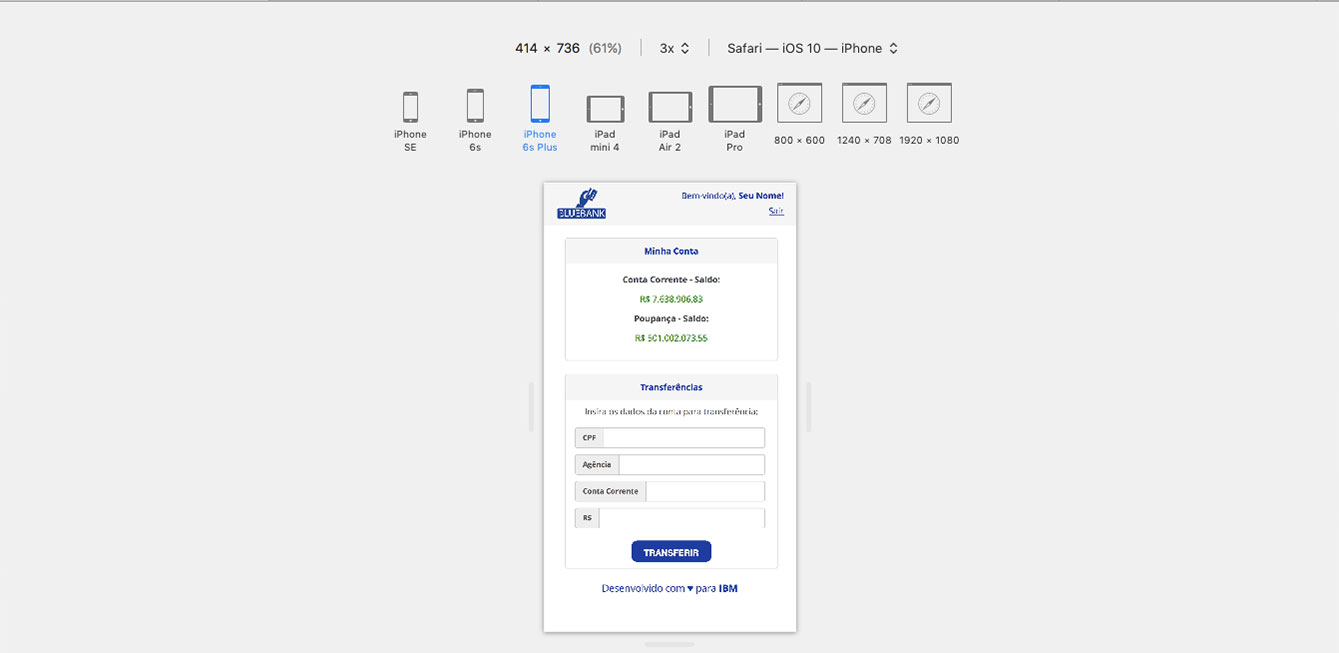 414 × 736 (61%) 3x Safari — iOS 10 — iPhone
iPhone SE
iPhone 6s
iPhone 6s Plus
iPad mini 4
iPad Air 2
iPad Pro
800 × 600
1240 × 708
1920 × 1080
BLUEBANK
Bem-vindo(a), Seu Nome!
Sair
Minha Conta
Conta Corrente - Saldo:
R$ 7.638.906,83
Poupança - Saldo:
R$ 501.002.073,55
Transferências
Insira os dados da conta para transferência:
CPF
Agência
Conta Corrente
R$
TRANSFERIR
Desenvolvido com ♥ para IBM